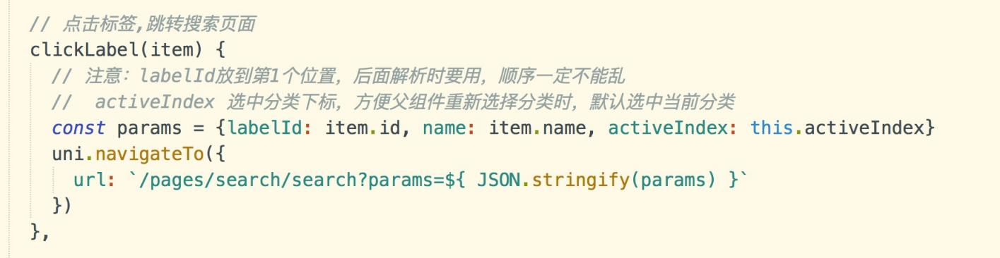 // 点击标签,跳转搜索页面
clickLabel(item) {
// 注意：labelId放到第1个位置，后面解析时要用，顺序一定不能乱
//  activeIndex 选中分类下标，方便父组件重新选择分类时，默认选中当前分类
const params = {labelId: item.id, name: item.name, activeIndex: this.activeIndex}
uni.navigateTo({
url: `/pages/search/search?params=${ JSON.stringify(params) }`
})
},